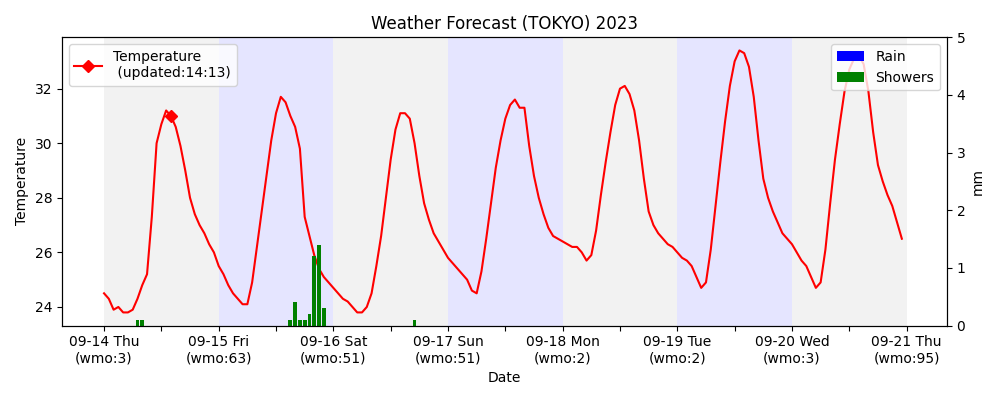 Weather Forecast (TOKYO) 2023
Temperature
(updated:14:13)
Rain
Showers
Temperature
32
30
28
26
24
5
4
3
2
1
0
mm
09-14 Thu
(wmo:3)
09-15 Fri
(wmo:63)
09-16 Sat
(wmo:51)
09-17 Sun
(wmo:51)
09-18 Mon
(wmo:2)
09-19 Tue
(wmo:2)
09-20 Wed
(wmo:3)
09-21 Thu
(wmo:95)
Date